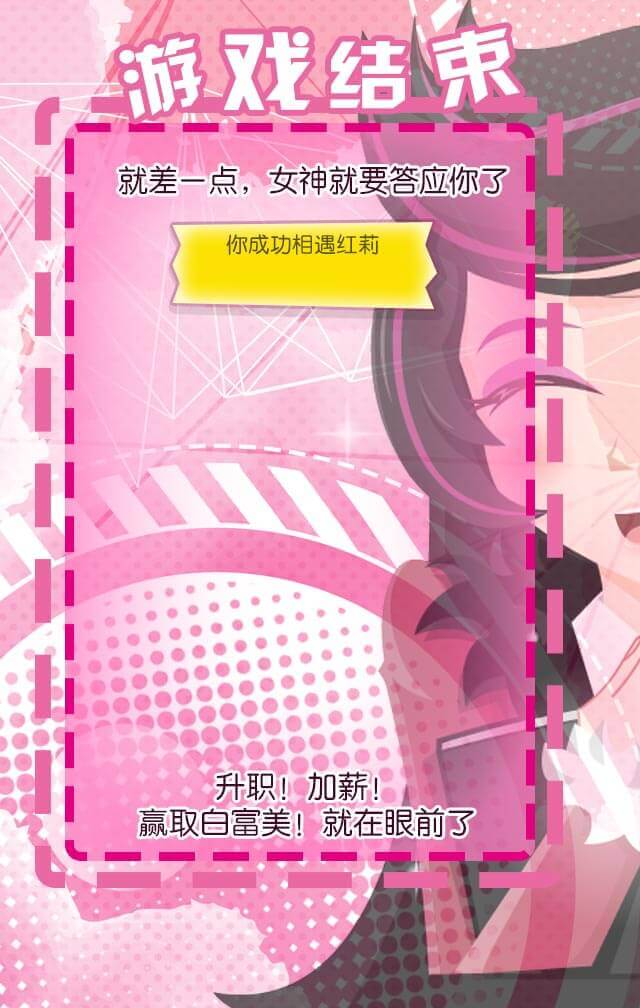 游戏结束
就差一点，女神就要答应你了
你成功相遇红莉
升职！加薪！
赢取白富美！就在眼前了